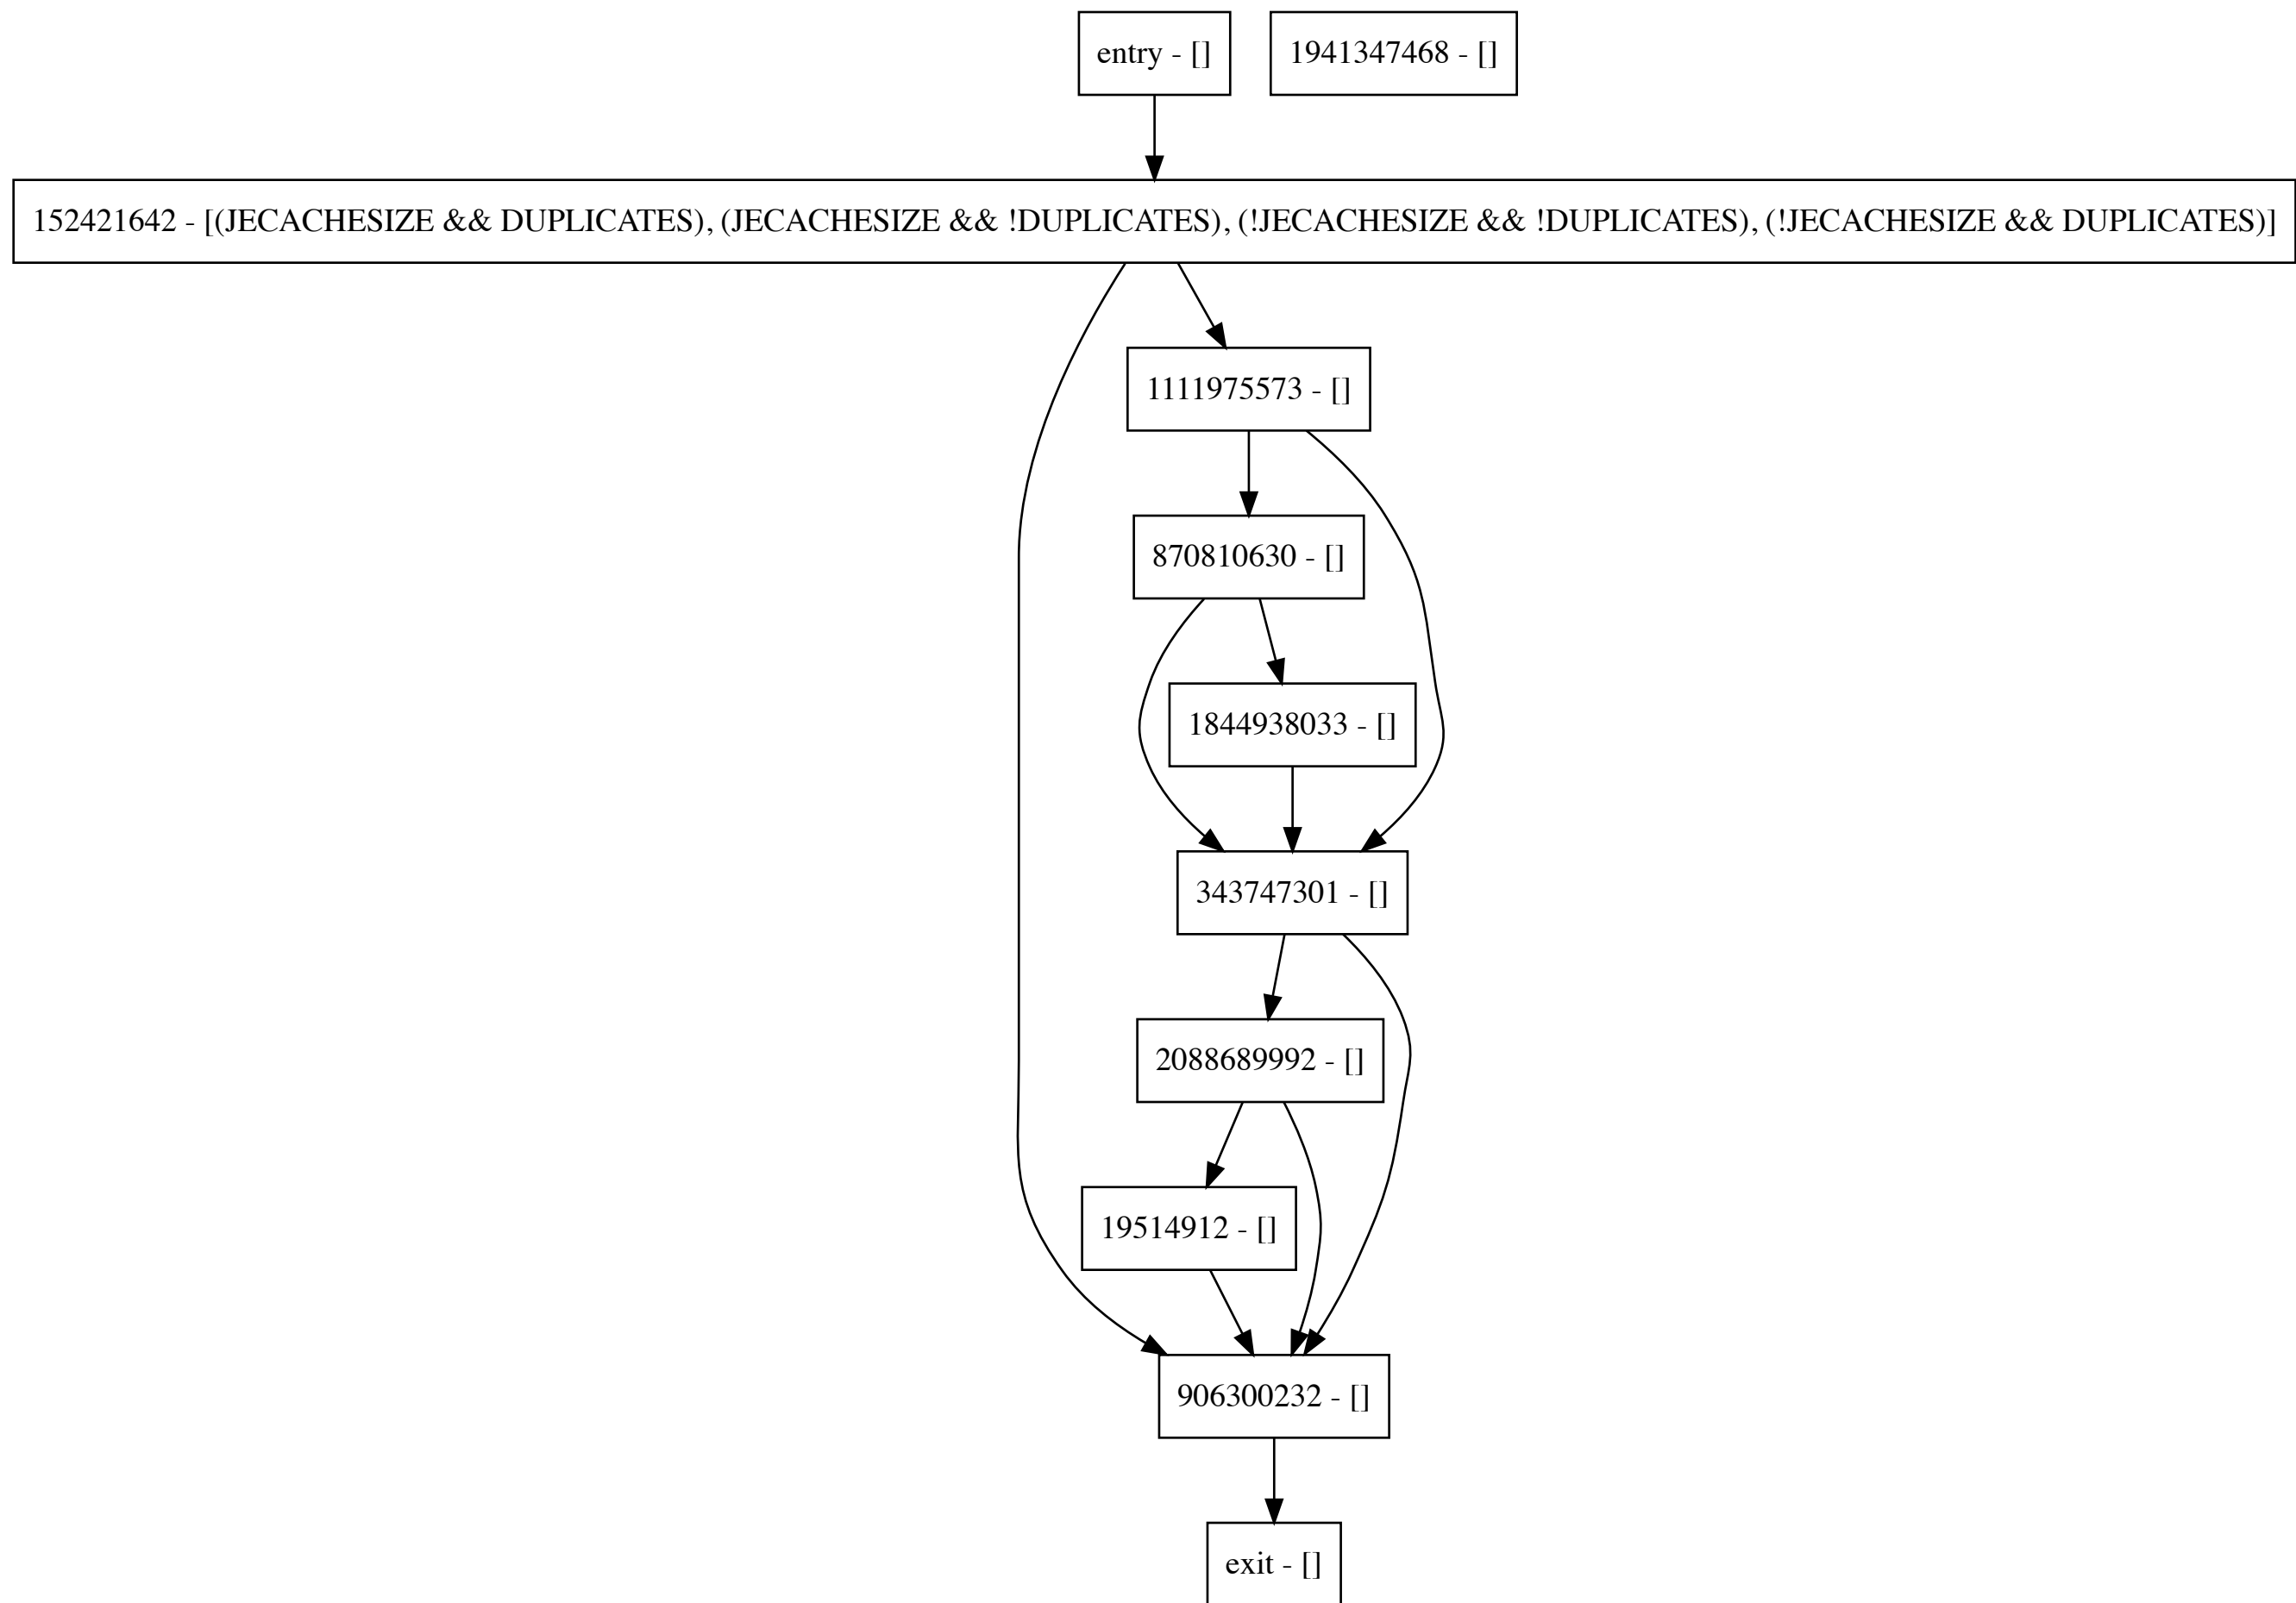 entry - []
1941347468 - []
152421642 - [(JECACHESIZE && DUPLICATES), (JECACHESIZE && !DUPLICATES), (!JECACHESIZE && !DUPLICATES), (!JECACHESIZE && DUPLICATES)]
1111975573 - []
870810630 - []
1844938033 - []
343747301 - []
2088689992 - []
19514912 - []
906300232 - []
exit - []